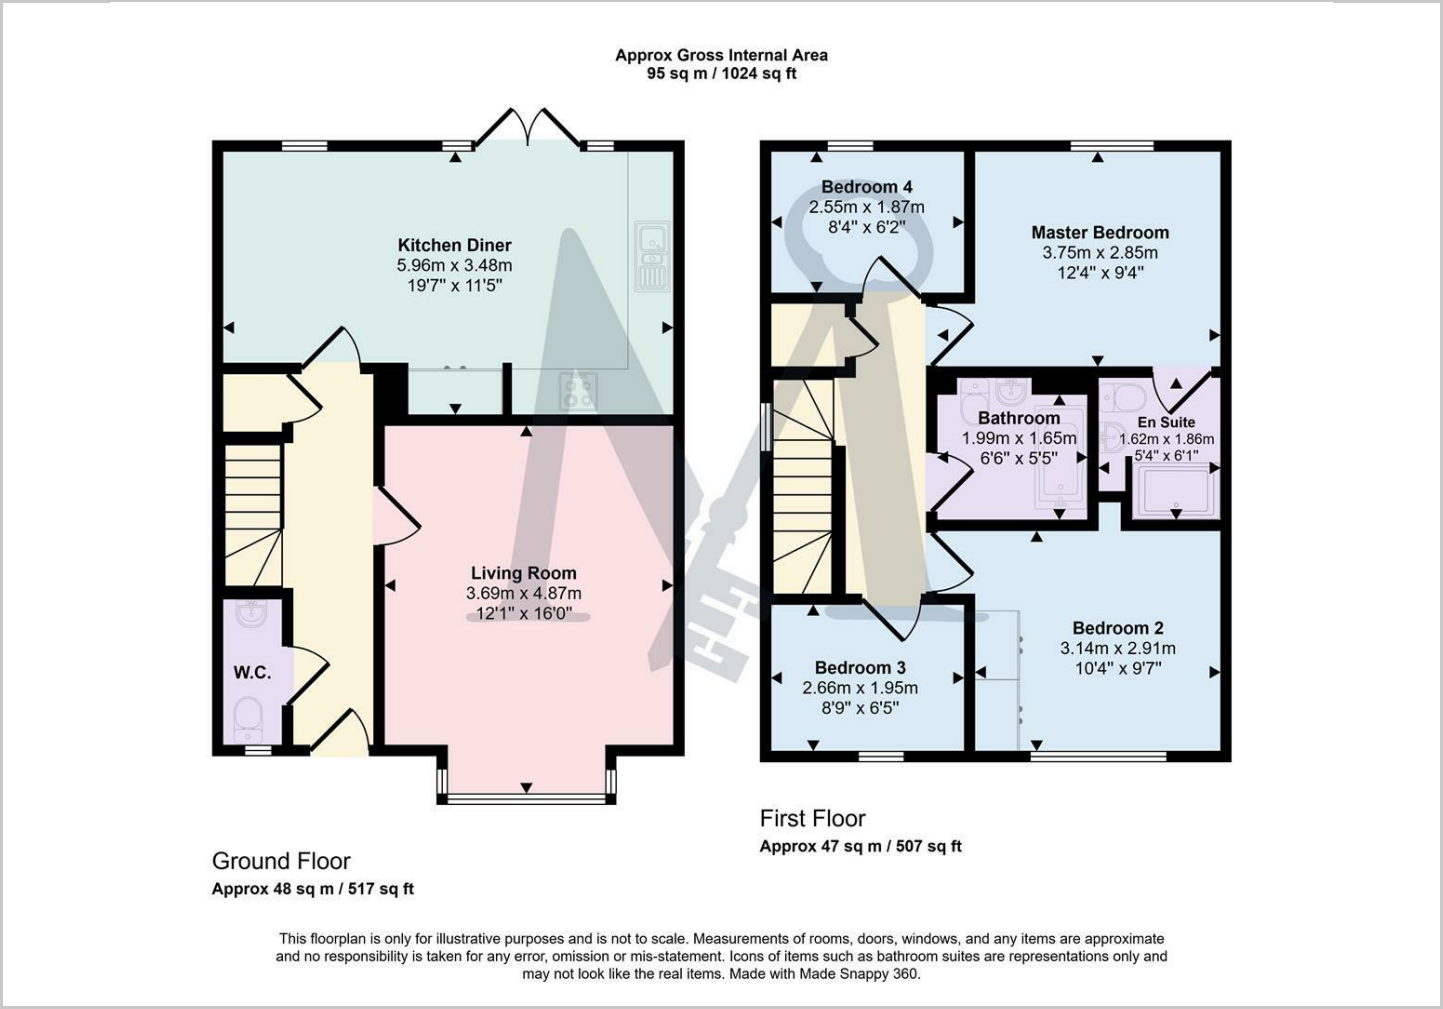 Approx Gross Internal Area
95 sq m / 1024 sq ft
Kitchen Diner
5.96m x 3.48m
19'7" x 11'5"
Living Room
3.69m x 4.87m
12'1" x 16'0"
W.C.
Ground Floor
Approx 48 sq m / 517 sq ft
Bedroom 4
2.55m x 1.87m
8'4" x 6'2"
Master Bedroom
3.75m x 2.85m
12'4" x 9'4"
Bathroom
1.99m x 1.65m
6'6" x 5'5"
En Suite
1.62m x 1.86m
5'4" x 6'1"
Bedroom 2
3.14m x 2.91m
10'4" x 9'7"
Bedroom 3
2.66m x 1.95m
8'9" x 6'5"
First Floor
Approx 47 sq m / 507 sq ft
This floorplan is only for illustrative purposes and is not to scale. Measurements of rooms, doors, windows, and any items are approximate
and no responsibility is taken for any error, omission or mis-statement. Icons of items such as bathroom suites are representations only and
may not look like the real items. Made with Made Snappy 360.